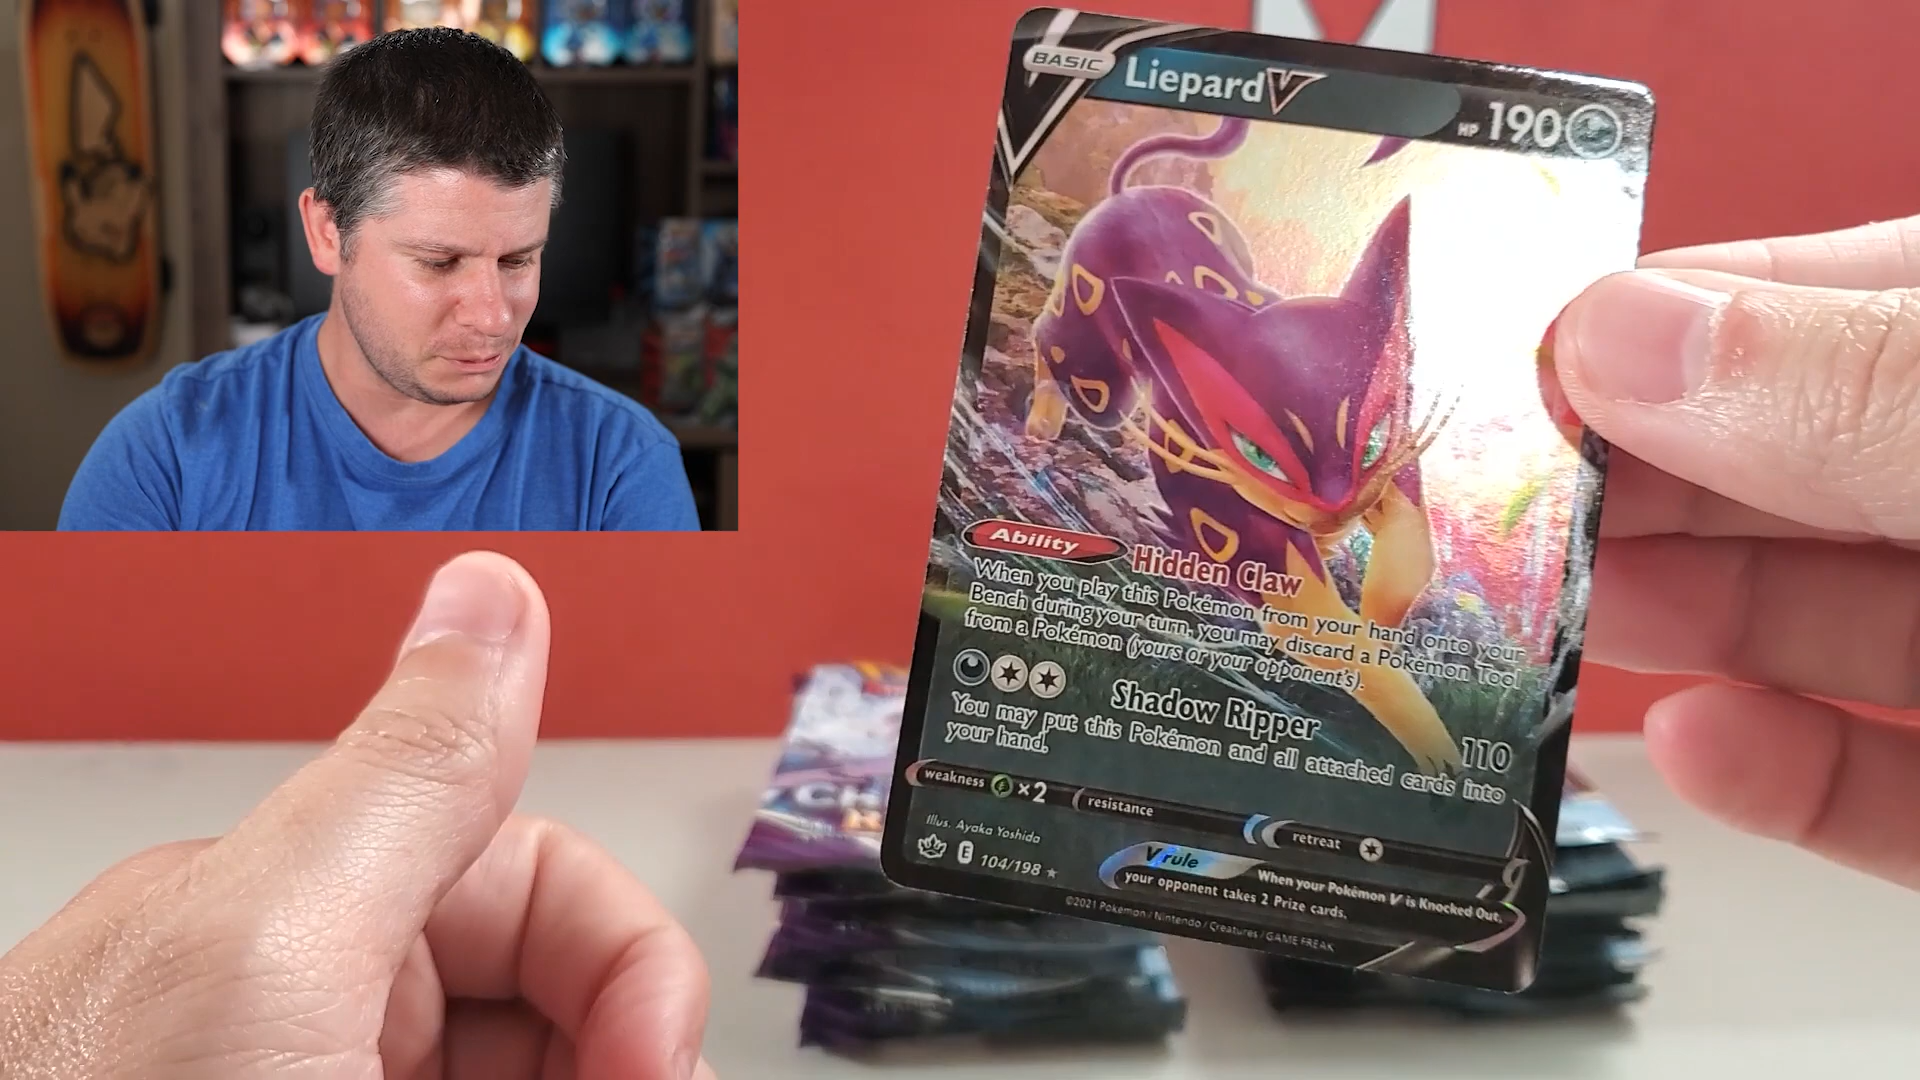 BASIC
Liepard V
HP 190
Ability Hidden Claw
When you play this Pokémon from your hand onto your
Bench during your turn, you may discard a Pokémon Tool
from a Pokémon (yours or your opponent's).
Shadow Ripper 110
You may put this Pokémon and all attached cards into
your hand.
weakness ×2 resistance retreat
Illus. Ayaka Yoshida
E 104/198
V rule
When your Pokémon V is Knocked Out,
your opponent takes 2 Prize cards.
©2021 Pokémon / Nintendo / Creatures / GAME FREAK